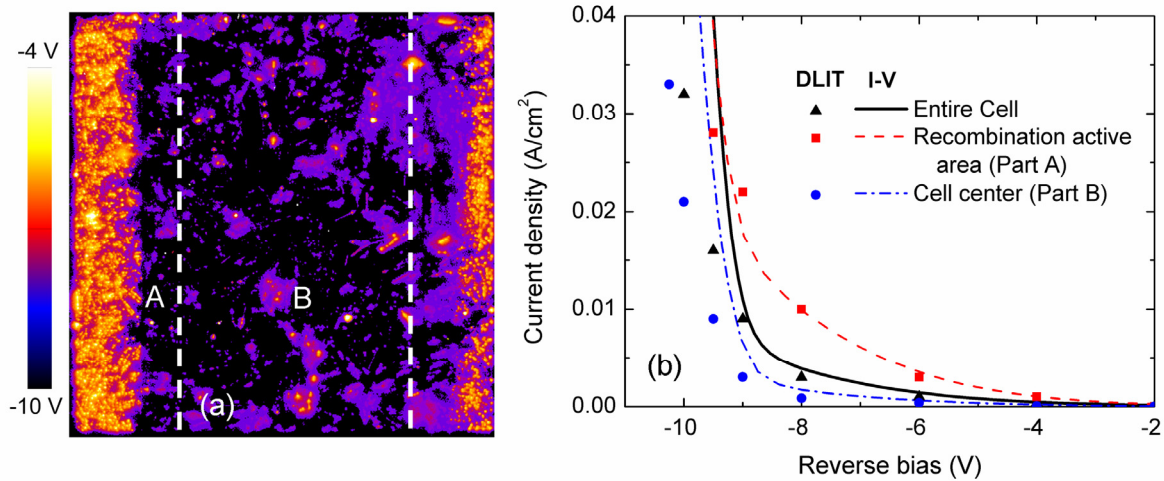 -4 V
-10 V
A
B
(a)
0.04
0.03
0.02
0.01
0.00
Current density (A/cm²)
DLIT I-V
Entire Cell
Recombination active
area (Part A)
Cell center (Part B)
(b)
-10 -8 -6 -4 -2
Reverse bias (V)